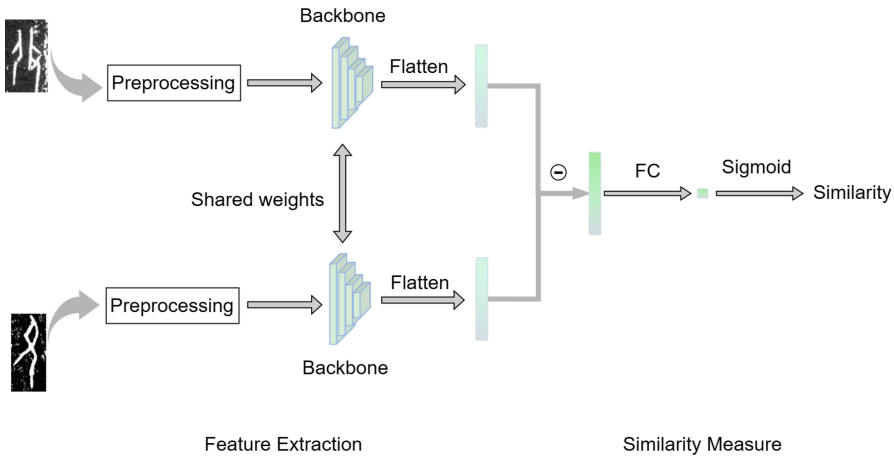 Backbone
Preprocessing
Flatten
Shared weights
FC
Sigmoid
Similarity
Preprocessing
Flatten
Backbone
Feature Extraction
Similarity Measure